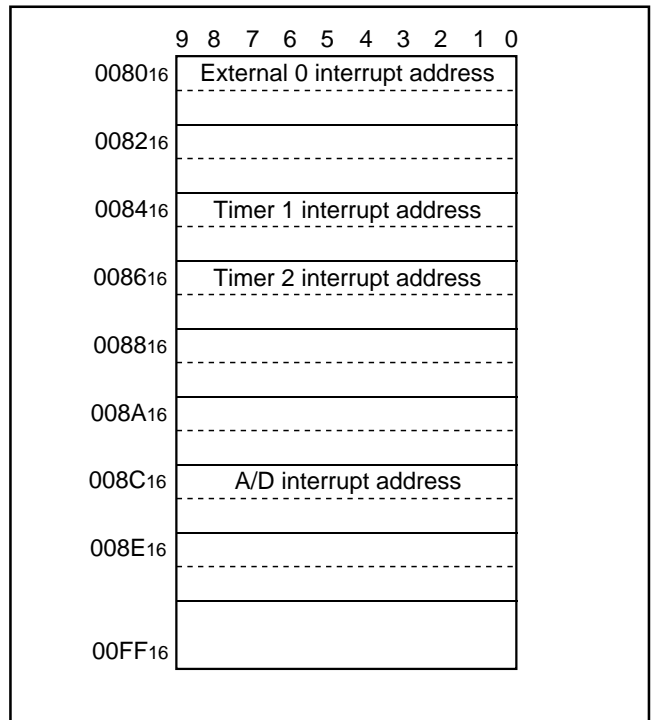 9 8 7 6 5 4 3 2 1 0
008016 External 0 interrupt address
008216
008416 Timer 1 interrupt address
008616 Timer 2 interrupt address
008816
008A16
008C16 A/D interrupt address
008E16
00FF16